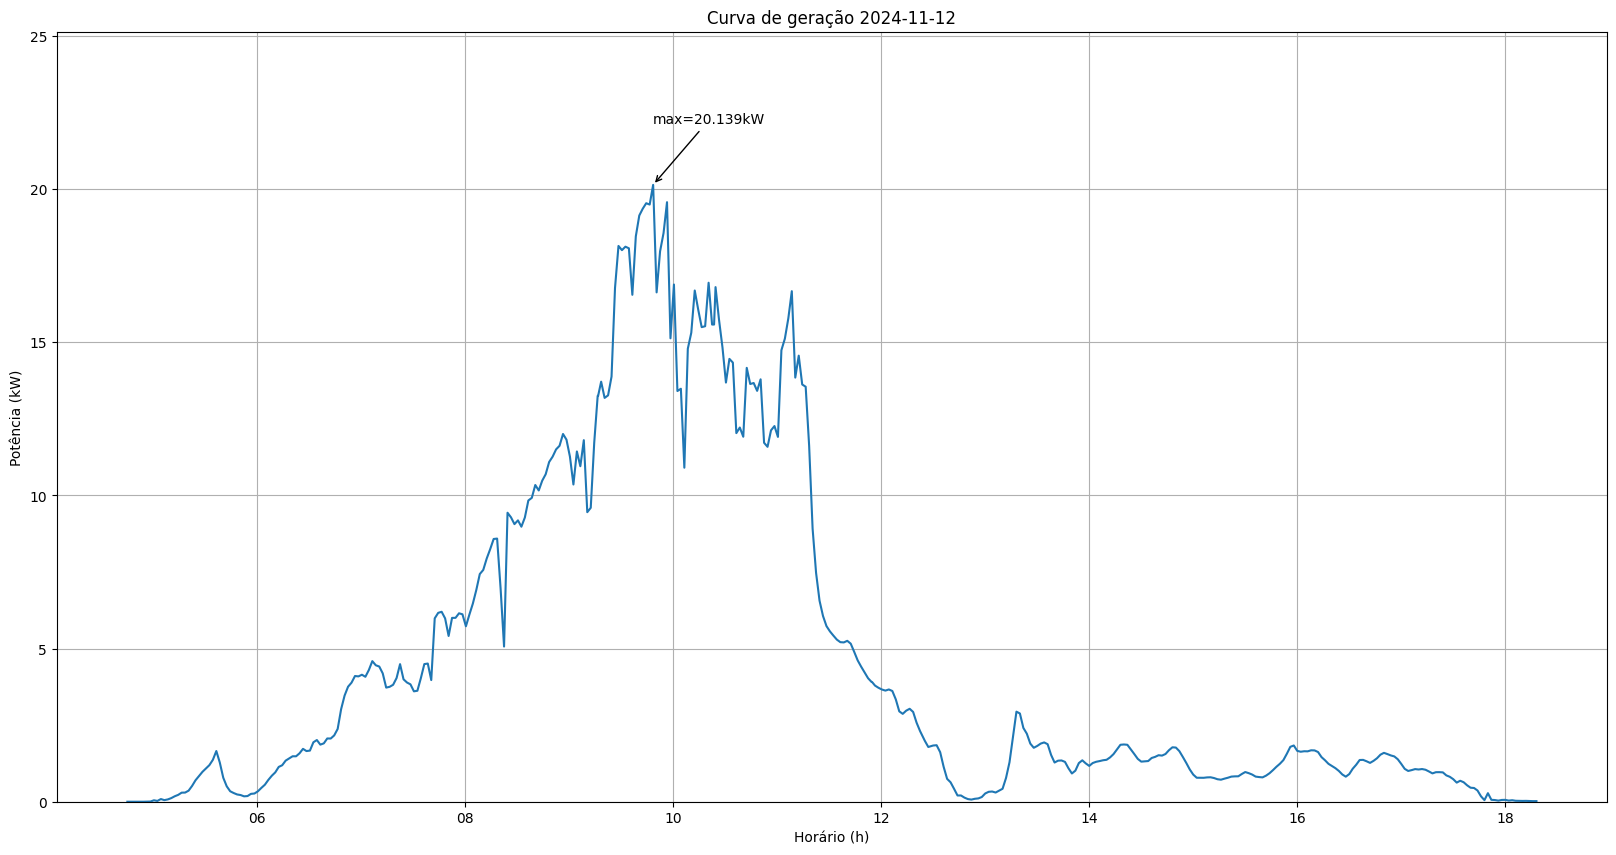 Curva de geração 2024-11-12
25
max=20.139kW
20
15
Potência (kW)
10
5
0
06 08 10 12 14 16 18
Horário (h)